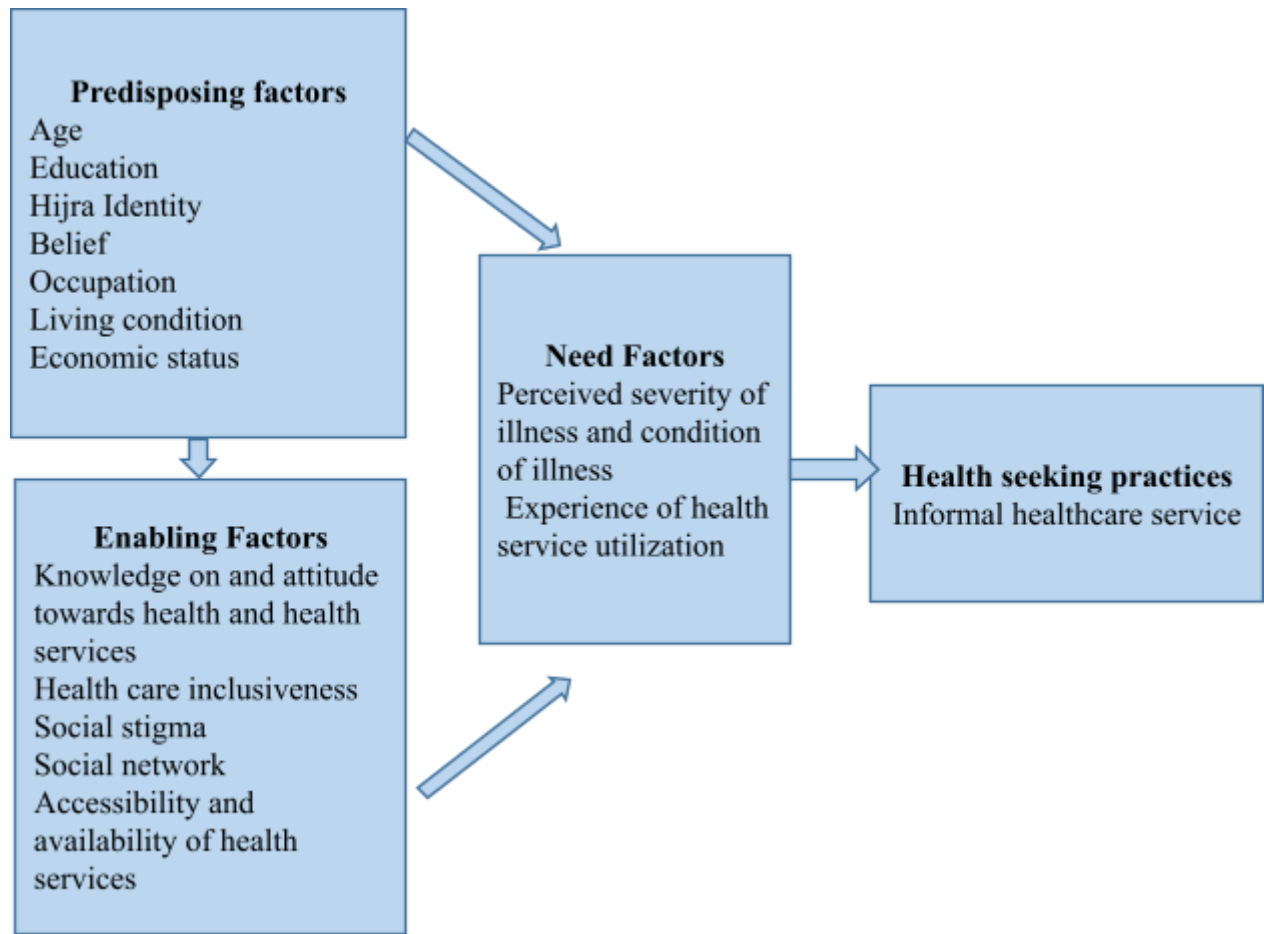 Predisposing factors
Age
Education
Hijra Identity
Belief
Occupation
Living condition
Economic status
Enabling Factors
Knowledge on and attitude
towards health and health
services
Health care inclusiveness
Social stigma
Social network
Accessibility and
availability of health
services
Need Factors
Perceived severity of
illness and condition
of illness
Experience of health
service utilization
Health seeking practices
Informal healthcare service